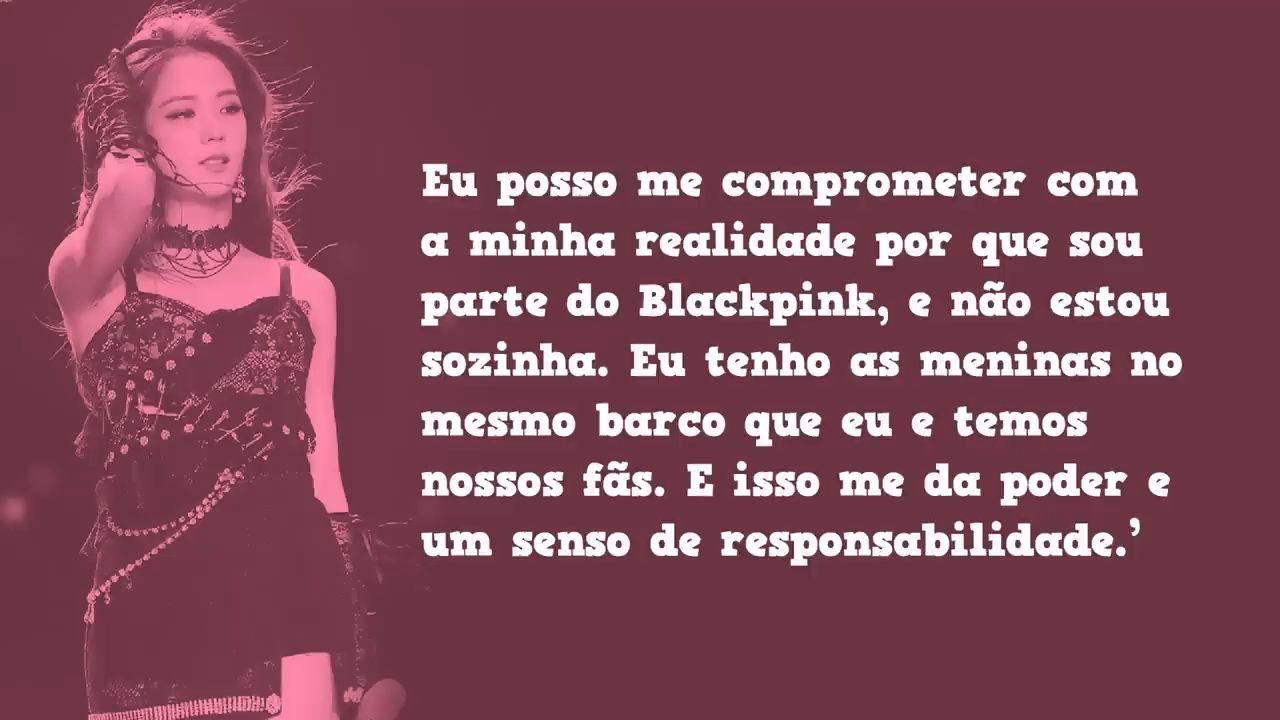 Eu posso me comprometer com
a minha realidade por que sou
parte do Blackpink, e não estou
sozinha. Eu tenho as meninas no
mesmo barco que eu e temos
nossos fãs. E isso me da poder e
um senso de responsabilidade.’